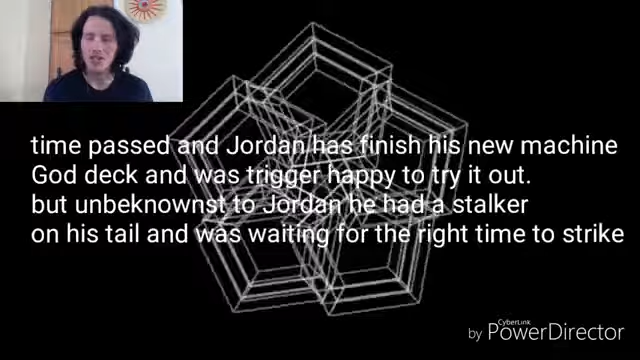 time passed and Jordan has finish his new machine
God deck and was trigger happy to try it out.
but unbeknownst to Jordan he had a stalker
on his tail and was waiting for the right time to strike
by CyberLink PowerDirector